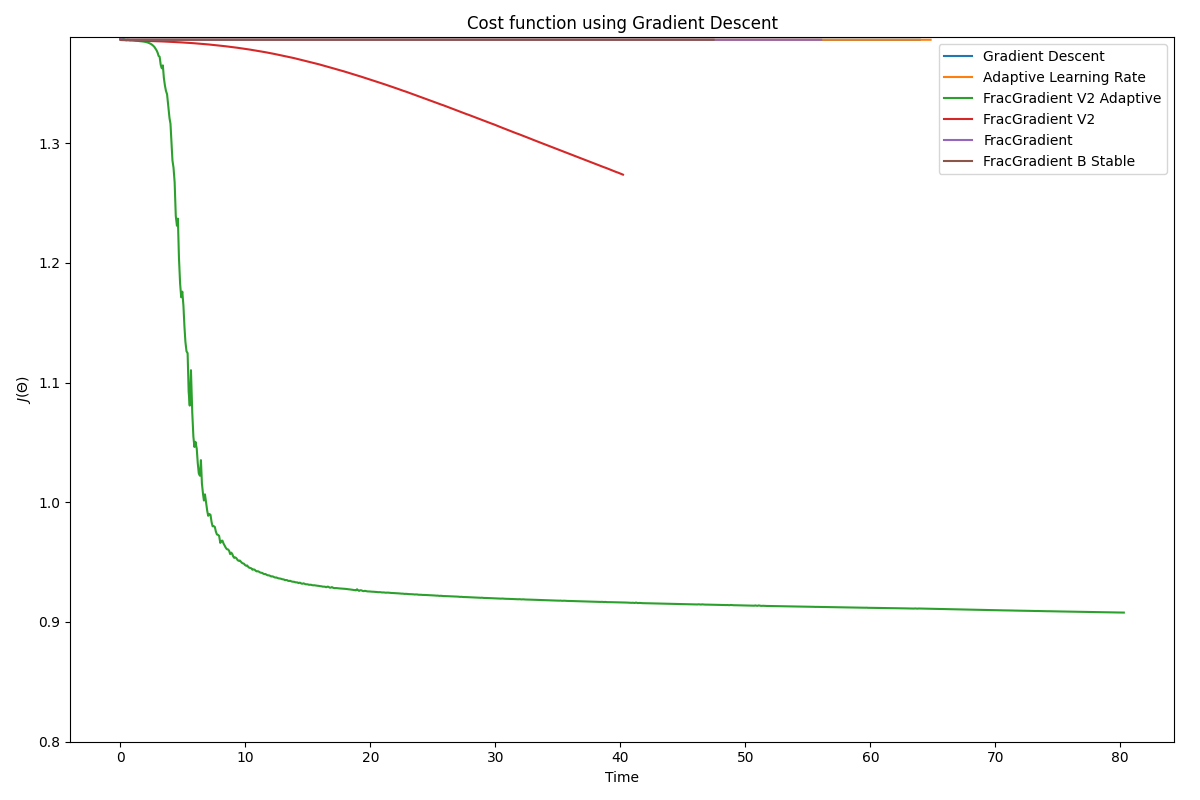 Cost function using Gradient Descent
Gradient Descent
Adaptive Learning Rate
FracGradient V2 Adaptive
FracGradient V2
FracGradient
FracGradient B Stable
J(Θ)
1.3
1.2
1.1
1.0
0.9
0.8
0 10 20 30 40 50 60 70 80
Time